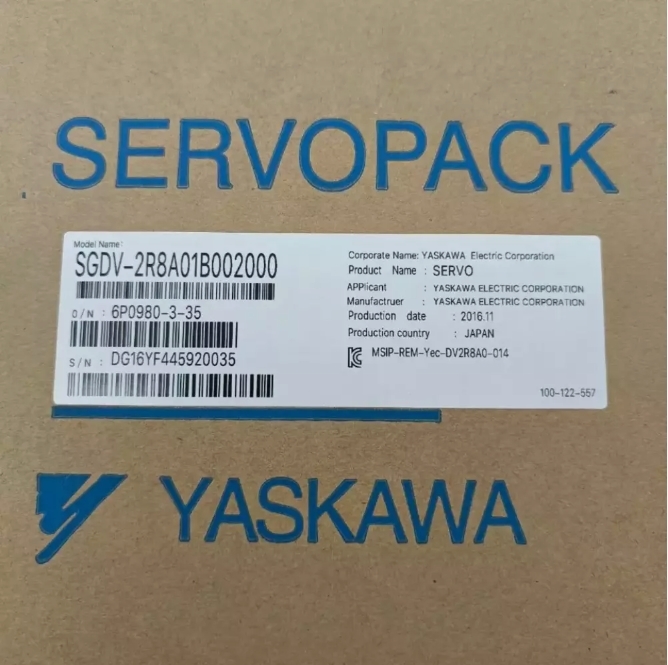 SERVOPACK
Model Name:
SGDV-2R8A01B002000
O/N : 6P0980-3-35
S/N : DG16YF445920035
Corporate Name: YASKAWA Electric Corporation
Product Name : SERVO
APPlicant : YASKAWA ELECTRIC CORPORATION
Manufactruer : YASKAWA ELECTRIC CORPORATION
Production date : 2016.11
Production country : JAPAN
MSIP-REM-Yec-DV2R8A0-014
100-122-557
YASKAWA